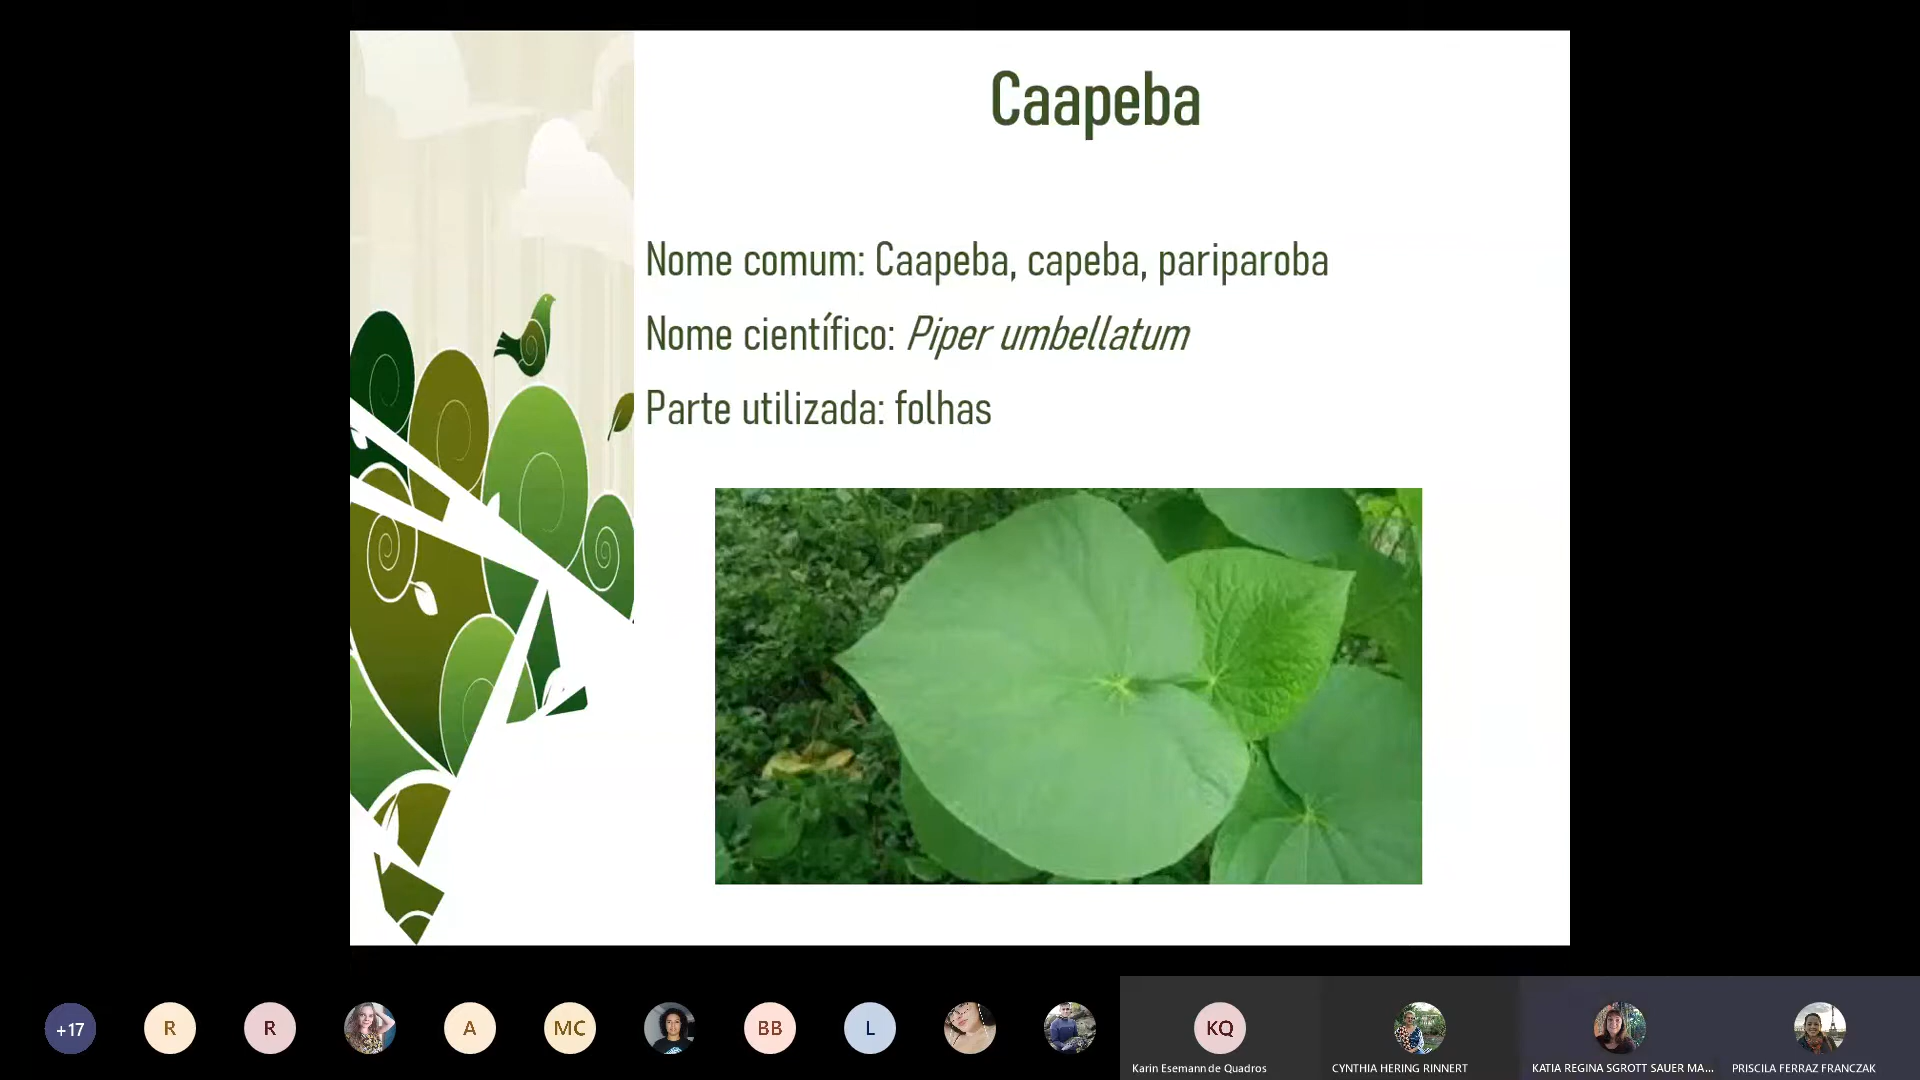 Caapeba
Nome comum: Caapeba, capeba, pariparoba
Nome científico: Piper umbellatum
Parte utilizada: folhas
+17
R
R
A
MC
BB
L
KQ
Karin Esemann de Quadros
CYNTHIA HERING RINNERT
KATIA REGINA SGROTT SAUER MA...
PRISCILA FERRAZ FRANCZAK